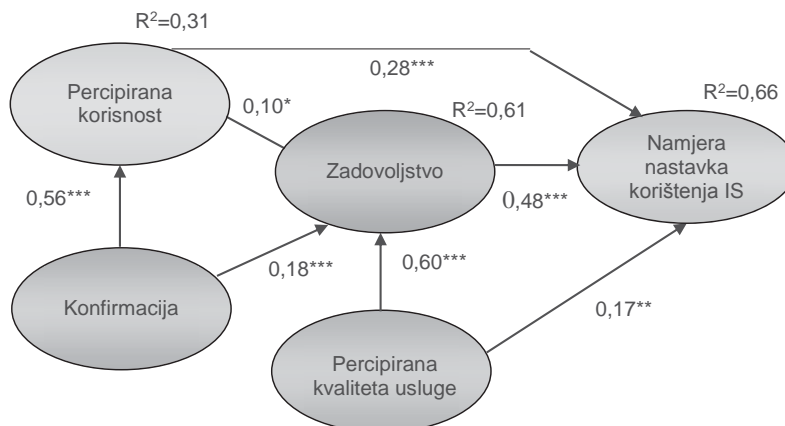 R²=0,31
0,28***
Percipirana
korisnost
0,10*
R²=0,61
R²=0,66
Zadovoljstvo
Namjera
nastavka
korištenja IS
0,56***
0,48***
0,18***
0,60***
Konfirmacija
0,17**
Percipirana
kvaliteta usluge